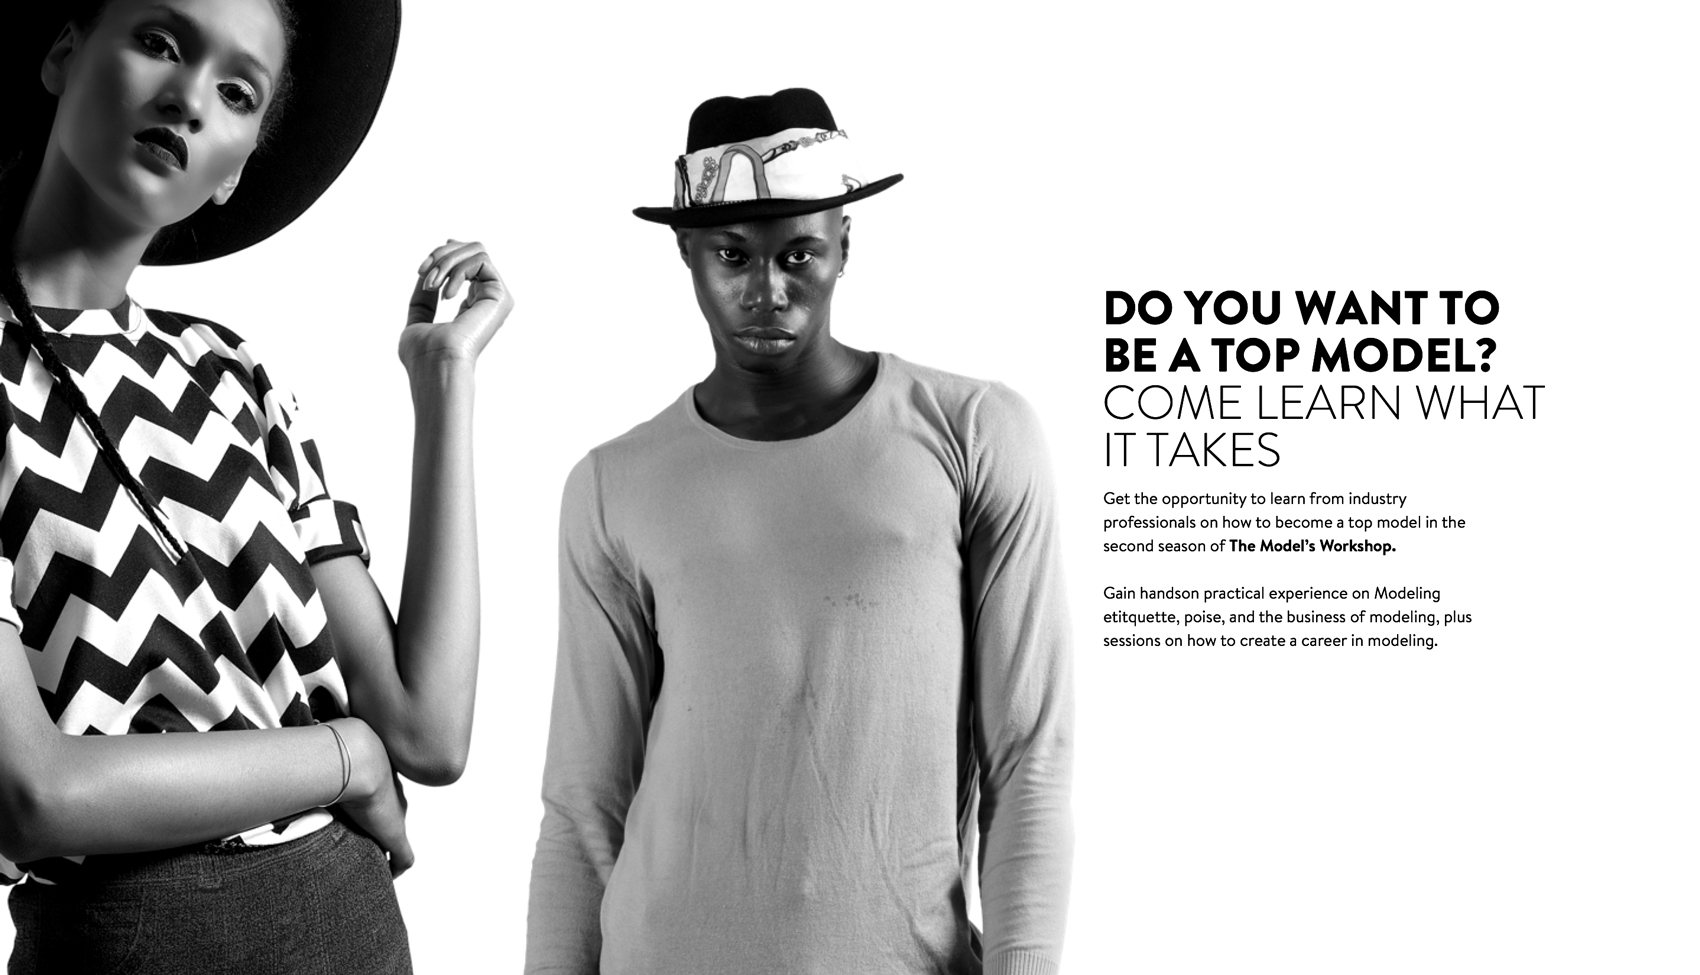 DO YOU WANT TO
BE A TOP MODEL?
COME LEARN WHAT
IT TAKES
Get the opportunity to learn from industry
professionals on how to become a top model in the
second season of The Model’s Workshop.
Gain handson practical experience on Modeling
etitquette, poise, and the business of modeling, plus
sessions on how to create a career in modeling.